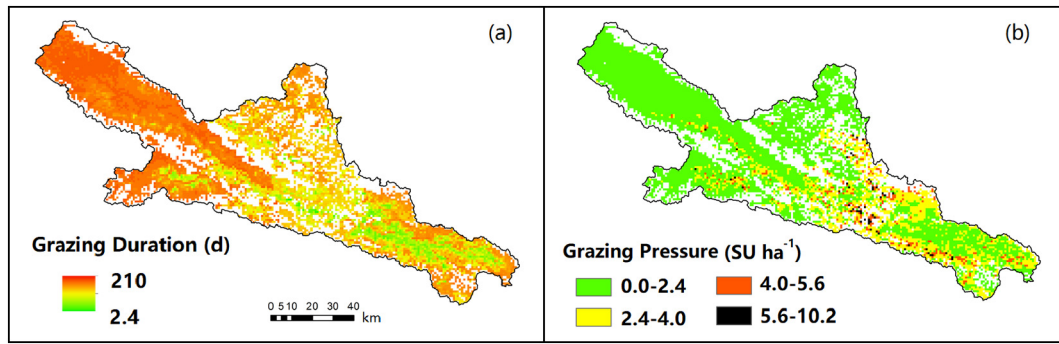 (a)
Grazing Duration (d)
210
2.4
0 5 10 20 30 40
km
(b)
Grazing Pressure (SU ha⁻¹)
0.0-2.4
4.0-5.6
2.4-4.0
5.6-10.2